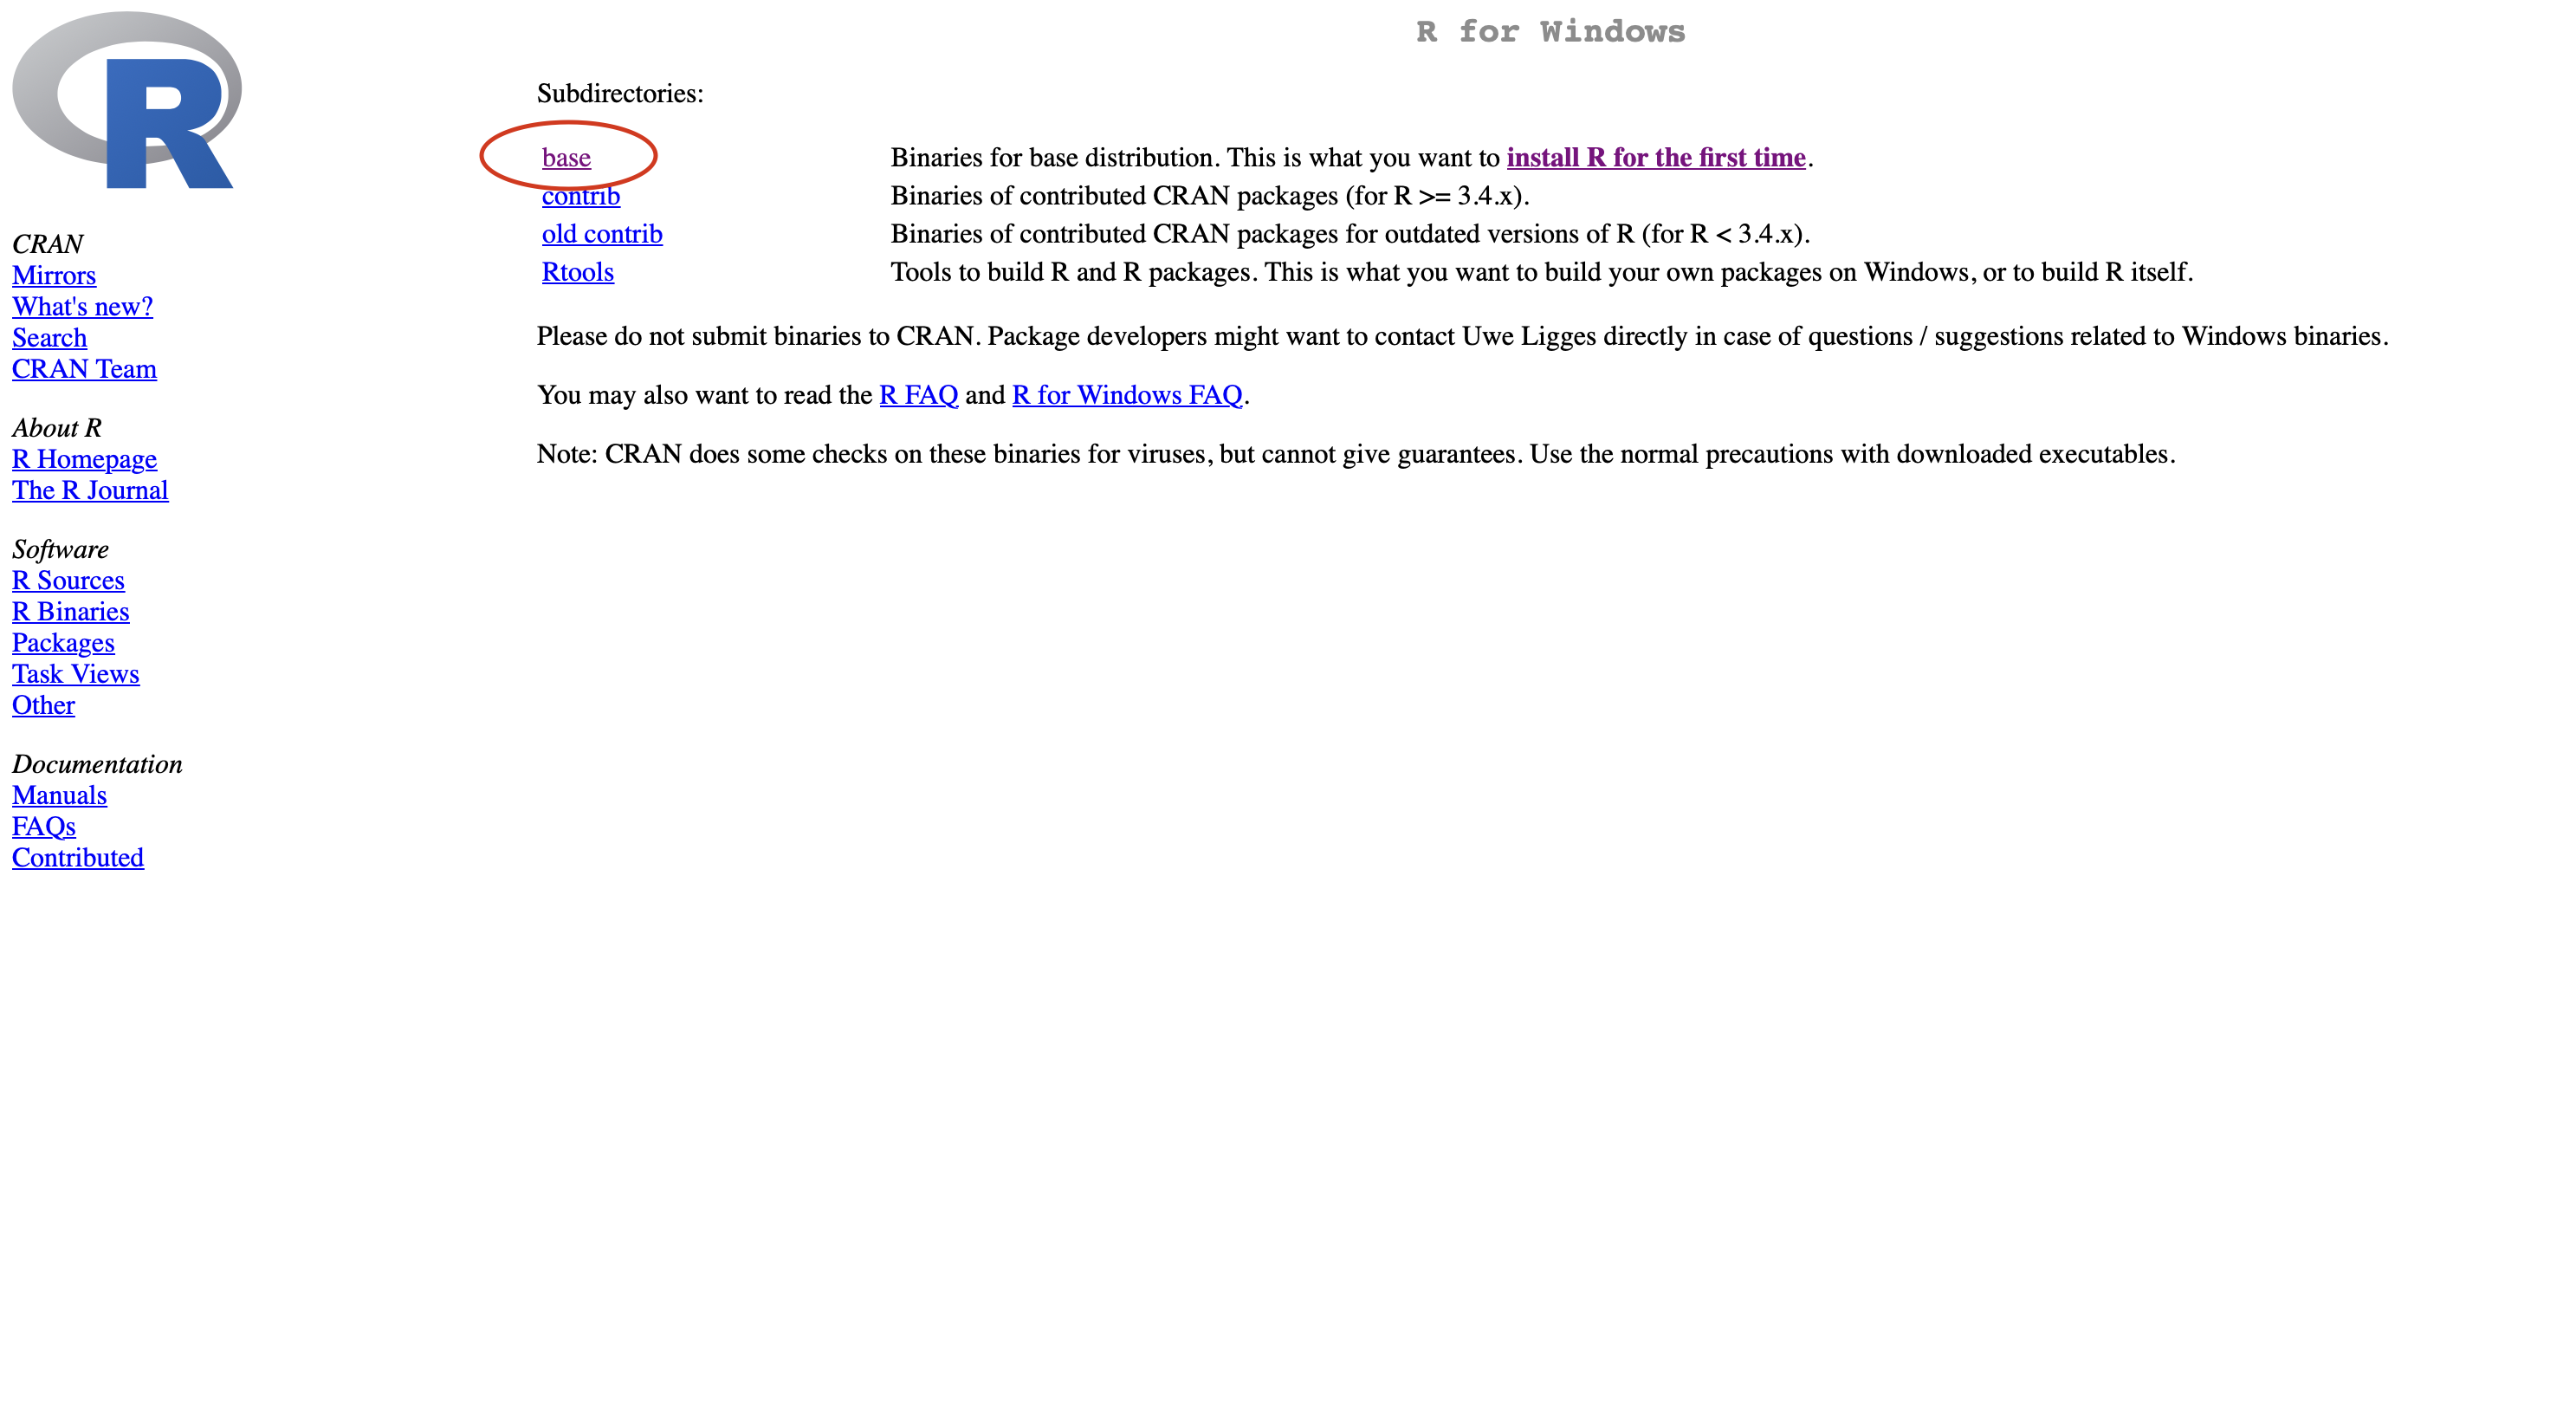 R
R for Windows
Subdirectories:
base Binaries for base distribution. This is what you want to install R for the first time.
contrib Binaries of contributed CRAN packages (for R >= 3.4.x).
old contrib Binaries of contributed CRAN packages for outdated versions of R (for R < 3.4.x).
Rtools Tools to build R and R packages. This is what you want to build your own packages on Windows, or to build R itself.
Please do not submit binaries to CRAN. Package developers might want to contact Uwe Ligges directly in case of questions / suggestions related to Windows binaries.
You may also want to read the R FAQ and R for Windows FAQ.
Note: CRAN does some checks on these binaries for viruses, but cannot give guarantees. Use the normal precautions with downloaded executables.
CRAN
Mirrors
What's new?
Search
CRAN Team
About R
R Homepage
The R Journal
Software
R Sources
R Binaries
Packages
Task Views
Other
Documentation
Manuals
FAQs
Contributed